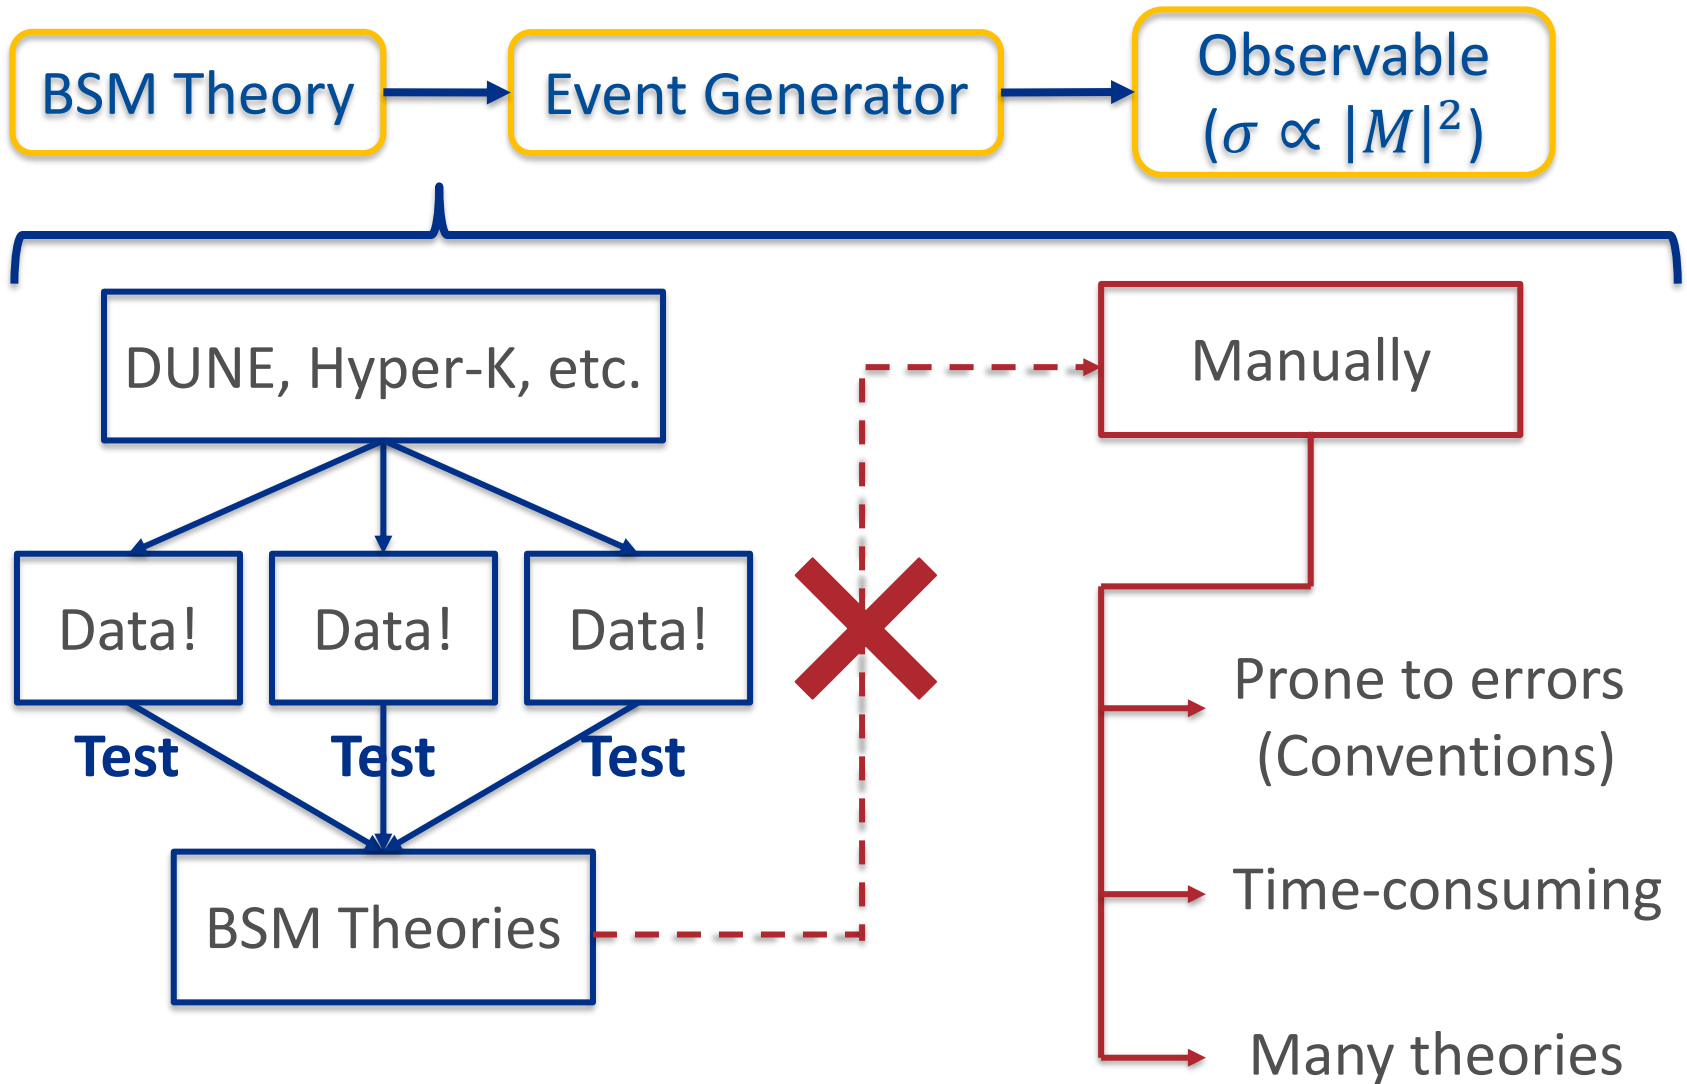 BSM Theory
Event Generator
Observable
(σ ∝ |M|²)
DUNE, Hyper-K, etc.
Manually
Data!
Data!
Data!
Test
Test
Test
BSM Theories
Prone to errors
(Conventions)
Time-consuming
Many theories